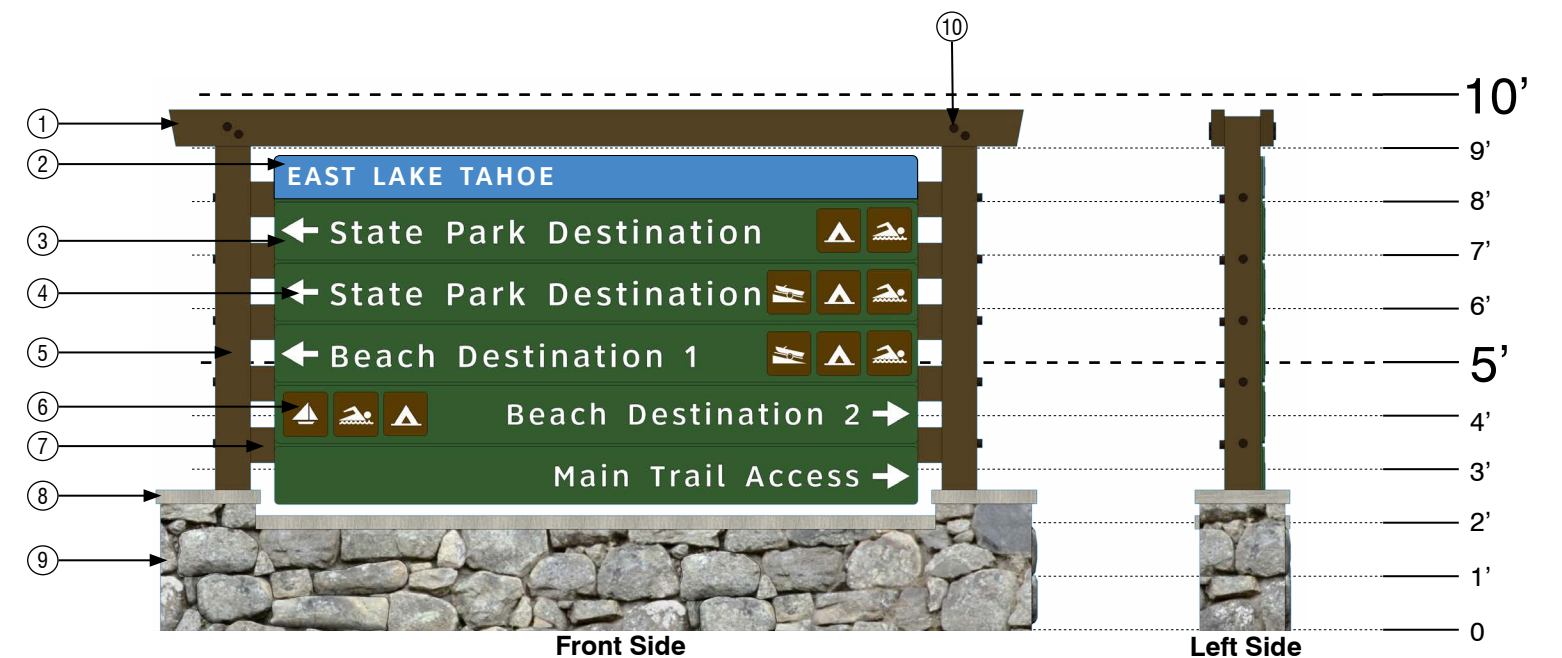 10
10’
1
9’
2
EAST LAKE TAHOE
8’
3
State Park Destination
7’
4
State Park Destination
6’
5
Beach Destination 1
5’
6
Beach Destination 2
4’
7
Main Trail Access
3’
8
2’
9
1’
0
Front Side
Left Side